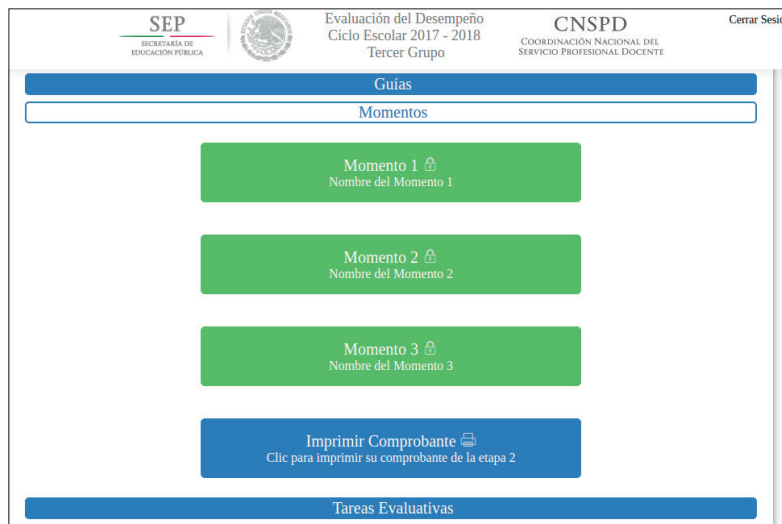 SEP
SECRETARÍA DE
EDUCACIÓN PÚBLICA
Evaluación del Desempeño
Ciclo Escolar 2017 - 2018
Tercer Grupo
CNSPD
COORDINACIÓN NACIONAL DEL
SERVICIO PROFESIONAL DOCENTE
Cerrar Sesi
Guías
Momentos
Momento 1
Nombre del Momento 1
Momento 2
Nombre del Momento 2
Momento 3
Nombre del Momento 3
Imprimir Comprobante
Clic para imprimir su comprobante de la etapa 2
Tareas Evaluativas